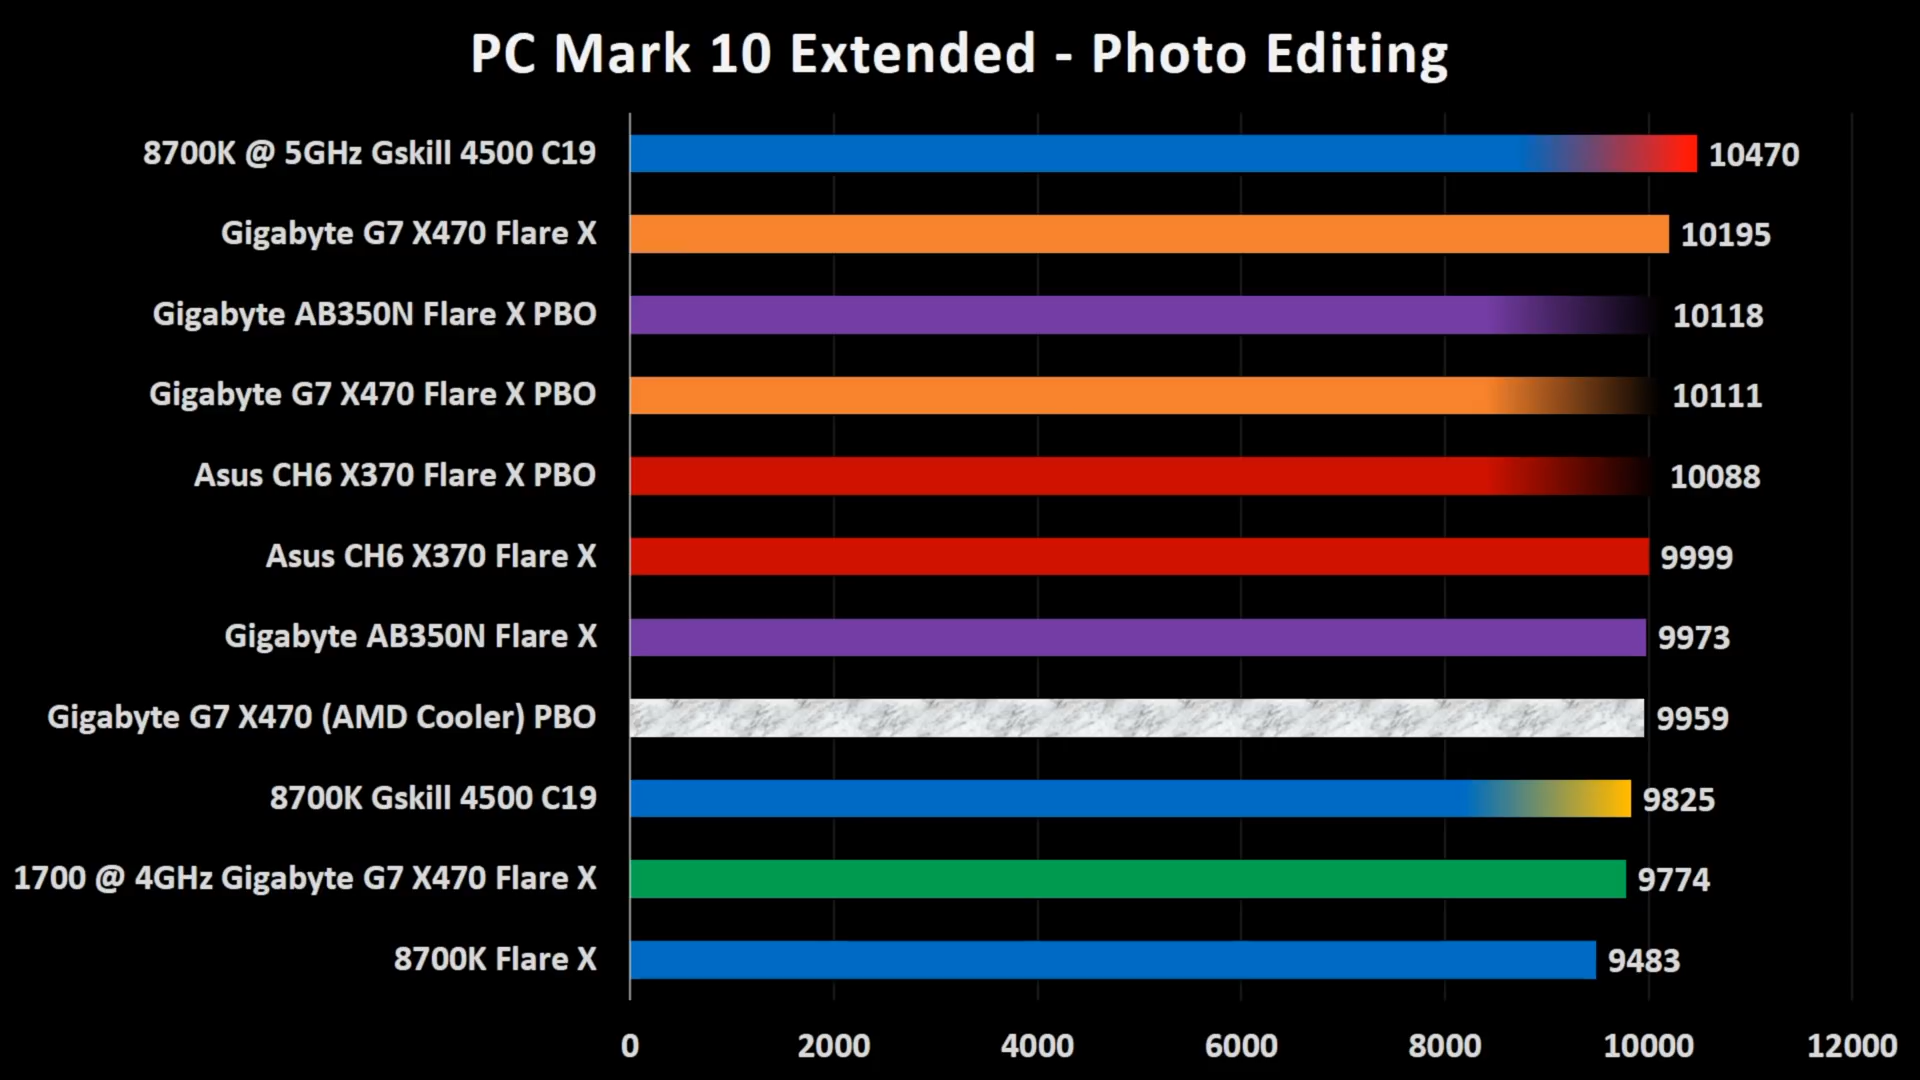 PC Mark 10 Extended - Photo Editing
8700K @ 5GHz Gskill 4500 C19 10470
Gigabyte G7 X470 Flare X 10195
Gigabyte AB350N Flare X PBO 10118
Gigabyte G7 X470 Flare X PBO 10111
Asus CH6 X370 Flare X PBO 10088
Asus CH6 X370 Flare X 9999
Gigabyte AB350N Flare X 9973
Gigabyte G7 X470 (AMD Cooler) PBO 9959
8700K Gskill 4500 C19 9825
1700 @ 4GHz Gigabyte G7 X470 Flare X 9774
8700K Flare X 9483
0 2000 4000 6000 8000 10000 12000